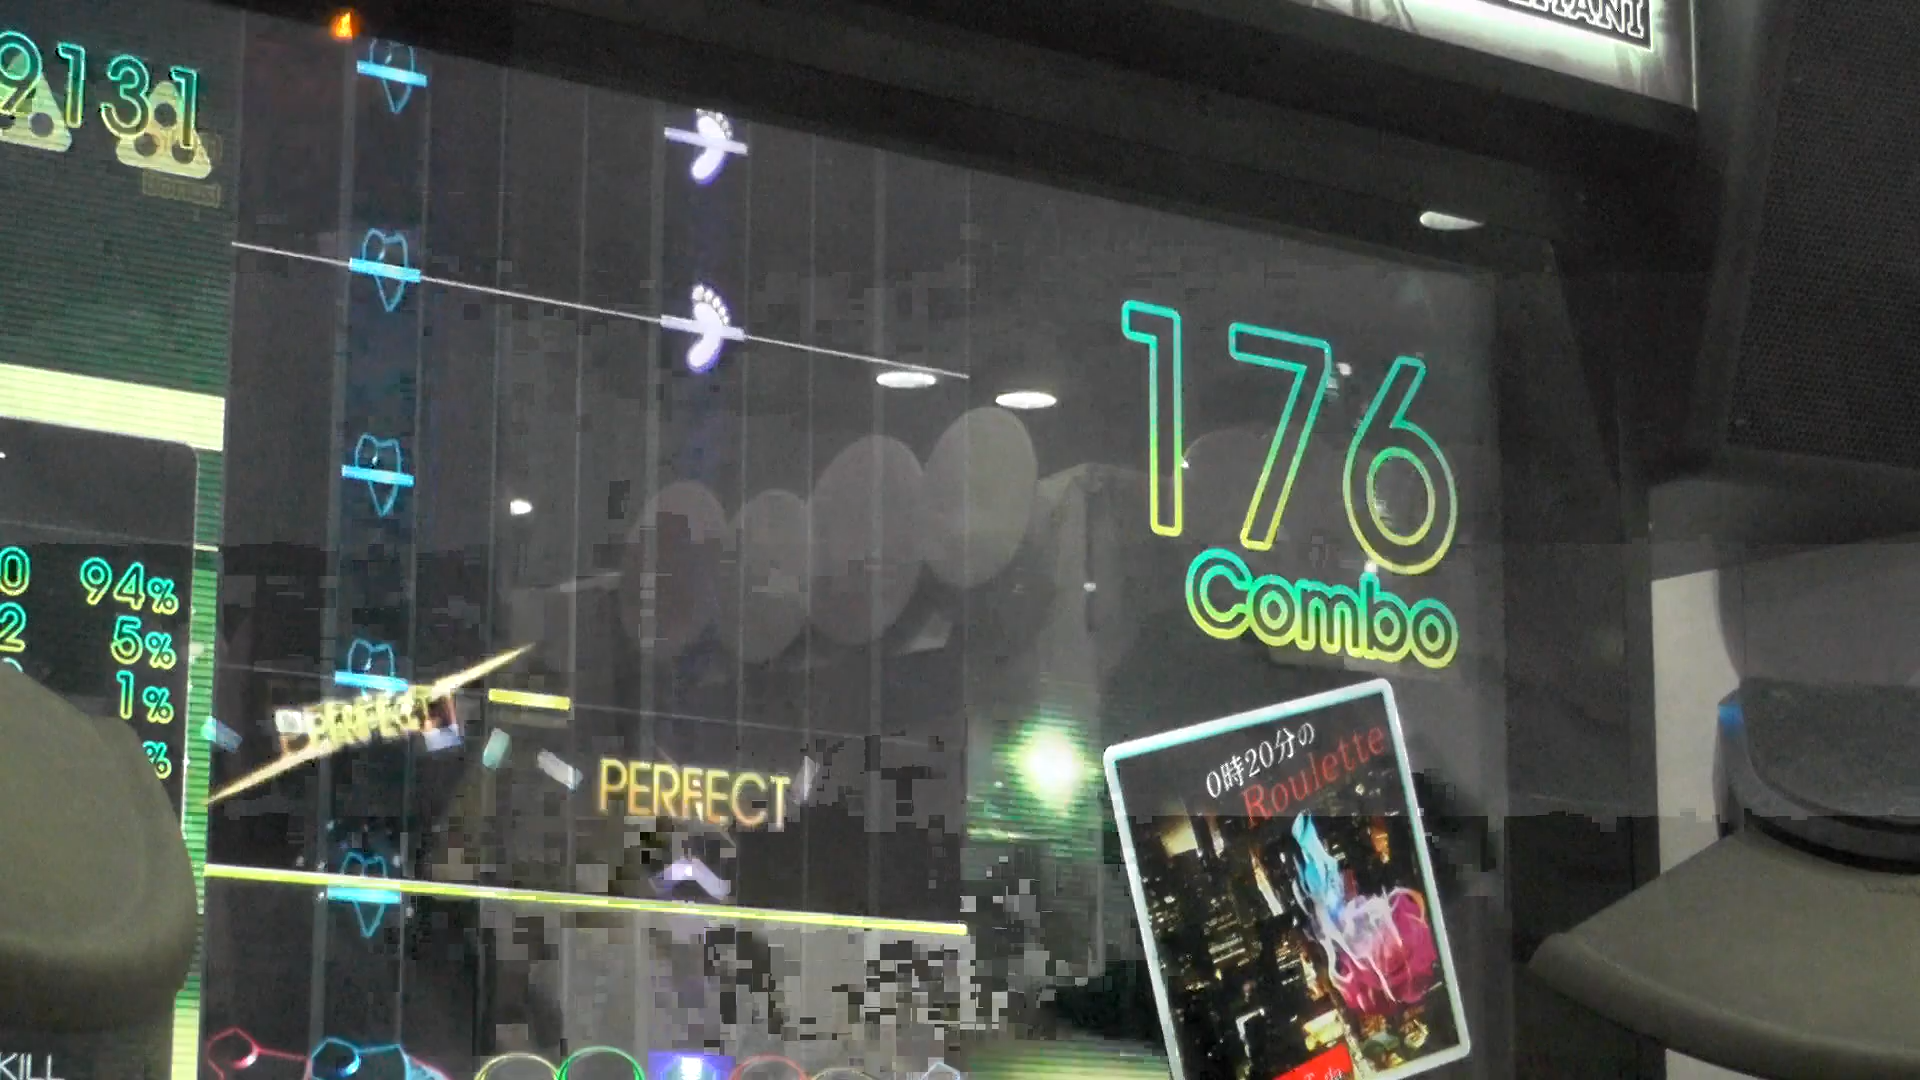 9131
176
Combo
0 94%
2 5%
1%
%
PERFECT
PERFECT
0時20分の
Roulette
KILL